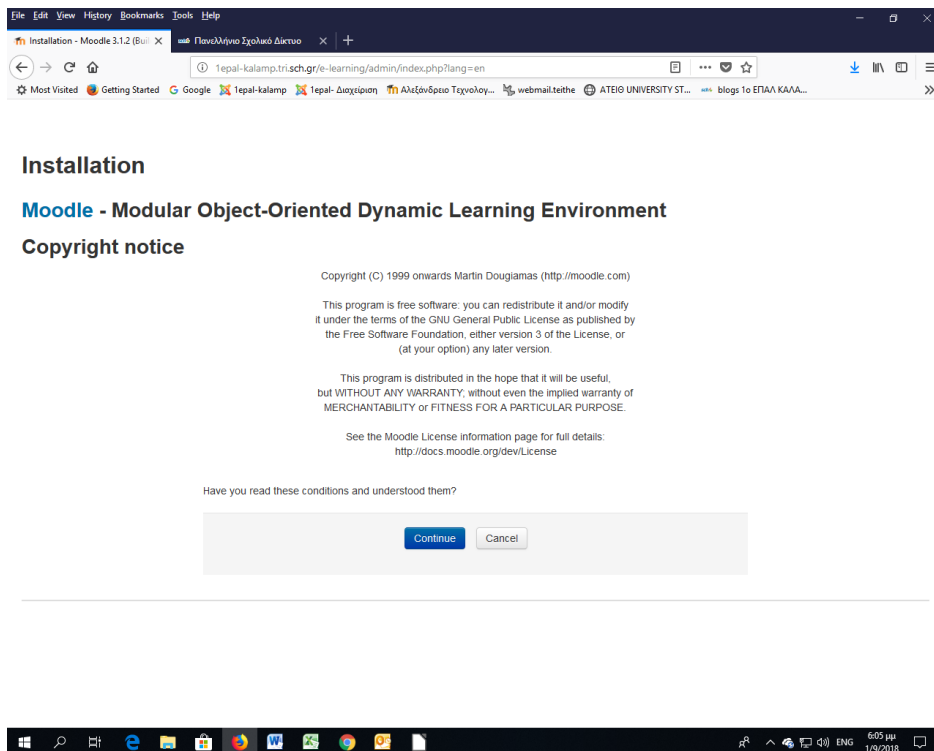 File Edit View History Bookmarks Tools Help
Installation - Moodle 3.1.2 (Buil
Πανελλήνιο Σχολικό Δίκτυο
1epal-kalamp.tri.sch.gr/e-learning/admin/index.php?lang=en
Most Visited Getting Started Google 1epal-kalamp 1epal- Διαχείριση Αλεξάνδρειο Τεχνολογ... webmail.teithe ATEIΘ UNIVERSITY ST... blogs 1ο ΕΠΑΛ ΚΑΛΑ...
Installation
Moodle - Modular Object-Oriented Dynamic Learning Environment
Copyright notice
Copyright (C) 1999 onwards Martin Dougiamas (http://moodle.com)
This program is free software: you can redistribute it and/or modify
it under the terms of the GNU General Public License as published by
the Free Software Foundation, either version 3 of the License, or
(at your option) any later version.
This program is distributed in the hope that it will be useful,
but WITHOUT ANY WARRANTY; without even the implied warranty of
MERCHANTABILITY or FITNESS FOR A PARTICULAR PURPOSE.
See the Moodle License information page for full details:
http://docs.moodle.org/dev/License
Have you read these conditions and understood them?
Continue Cancel
ENG
6:05 μμ
1/9/2018